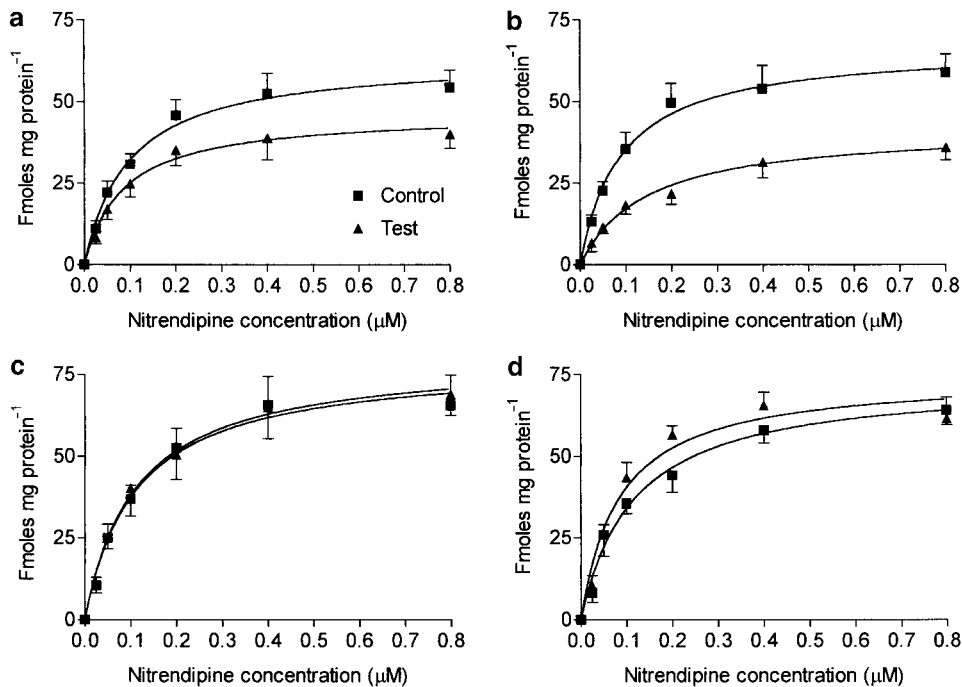 a
75
50
25
0
Fmoles mg protein⁻¹
Control
Test
0.0 0.1 0.2 0.3 0.4 0.5 0.6 0.7 0.8
Nitrendipine concentration (μM)
b
75
50
25
0
Fmoles mg protein⁻¹
0.0 0.1 0.2 0.3 0.4 0.5 0.6 0.7 0.8
Nitrendipine concentration (μM)
c
75
50
25
0
Fmoles mg protein⁻¹
0.0 0.1 0.2 0.3 0.4 0.5 0.6 0.7 0.8
Nitrendipine concentration (μM)
d
75
50
25
0
Fmoles mg protein⁻¹
0.0 0.1 0.2 0.3 0.4 0.5 0.6 0.7 0.8
Nitrendipine concentration (μM)